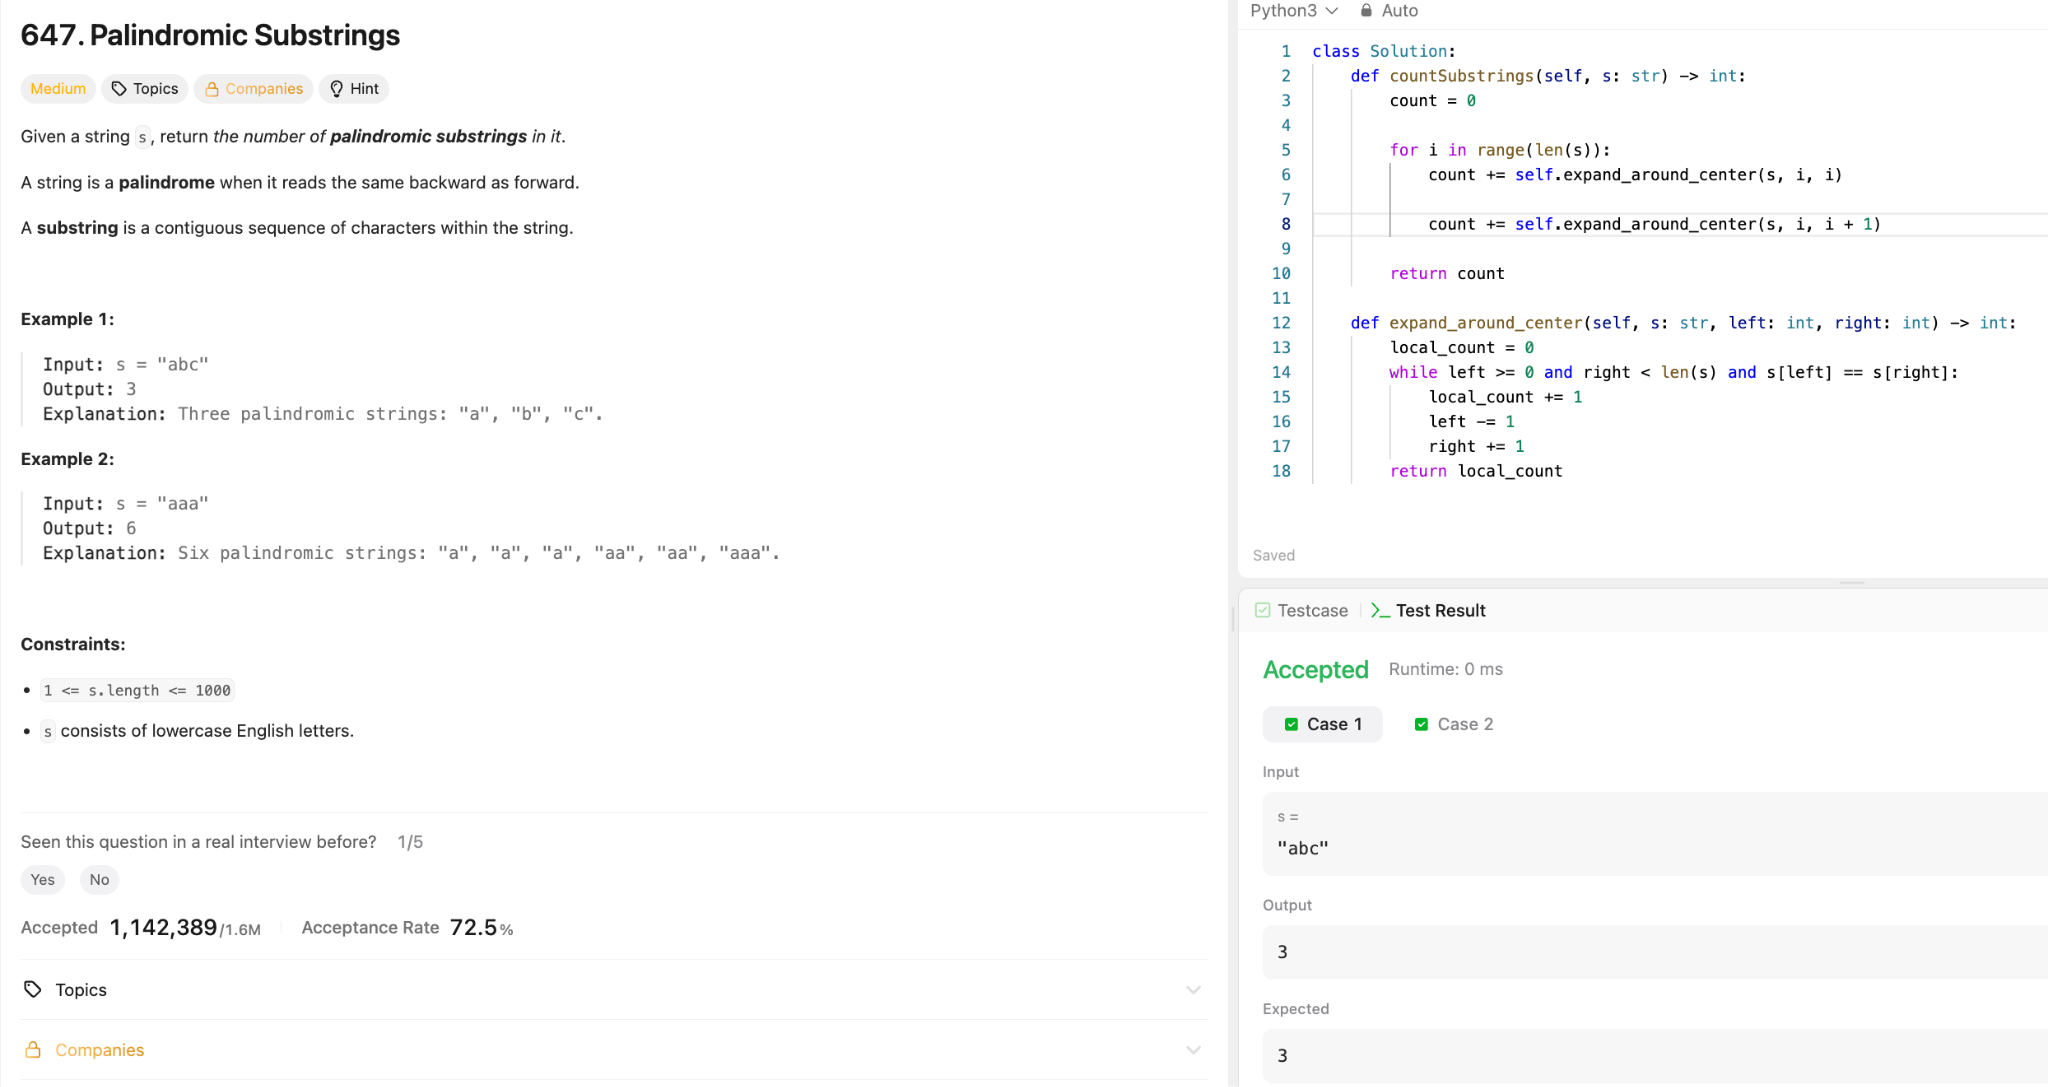 647. Palindromic Substrings
Medium Topics Companies Hint
Given a string s, return the number of palindromic substrings in it.
A string is a palindrome when it reads the same backward as forward.
A substring is a contiguous sequence of characters within the string.
Example 1:
Input: s = "abc"
Output: 3
Explanation: Three palindromic strings: "a", "b", "c".
Example 2:
Input: s = "aaa"
Output: 6
Explanation: Six palindromic strings: "a", "a", "a", "aa", "aa", "aaa".
Constraints:
• 1 <= s.length <= 1000
• s consists of lowercase English letters.
Seen this question in a real interview before? 1/5
Yes No
Accepted 1,142,389/1.6M Acceptance Rate 72.5%
Topics
Companies
Python3 Auto
1 class Solution:
2     def countSubstrings(self, s: str) -> int:
3         count = 0
4
5         for i in range(len(s)):
6             count += self.expand_around_center(s, i, i)
7
8             count += self.expand_around_center(s, i, i + 1)
9
10         return count
11
12     def expand_around_center(self, s: str, left: int, right: int) -> int:
13         local_count = 0
14         while left >= 0 and right < len(s) and s[left] == s[right]:
15             local_count += 1
16             left -= 1
17             right += 1
18         return local_count
Saved
Testcase >_ Test Result
Accepted Runtime: 0 ms
Case 1 Case 2
Input
s =
"abc"
Output
3
Expected
3